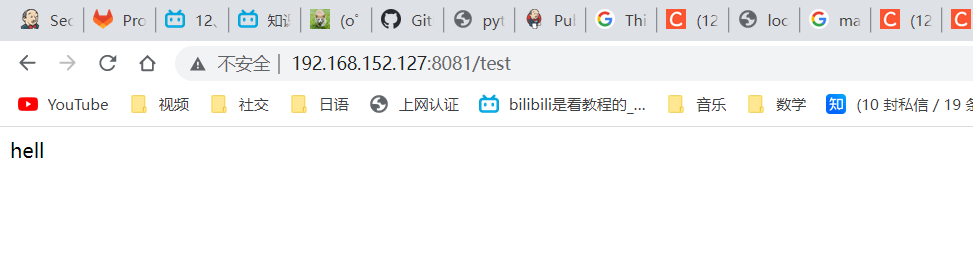 Sec Pro 12、 知识 (o° Git pyt Pul Thi (12 loc ma (12
不安全 | 192.168.152.127:8081/test
YouTube 视频 社交 日语 上网认证 bilibili是看教程的_... 音乐 数学 知 (10 封私信 / 19 条
hell